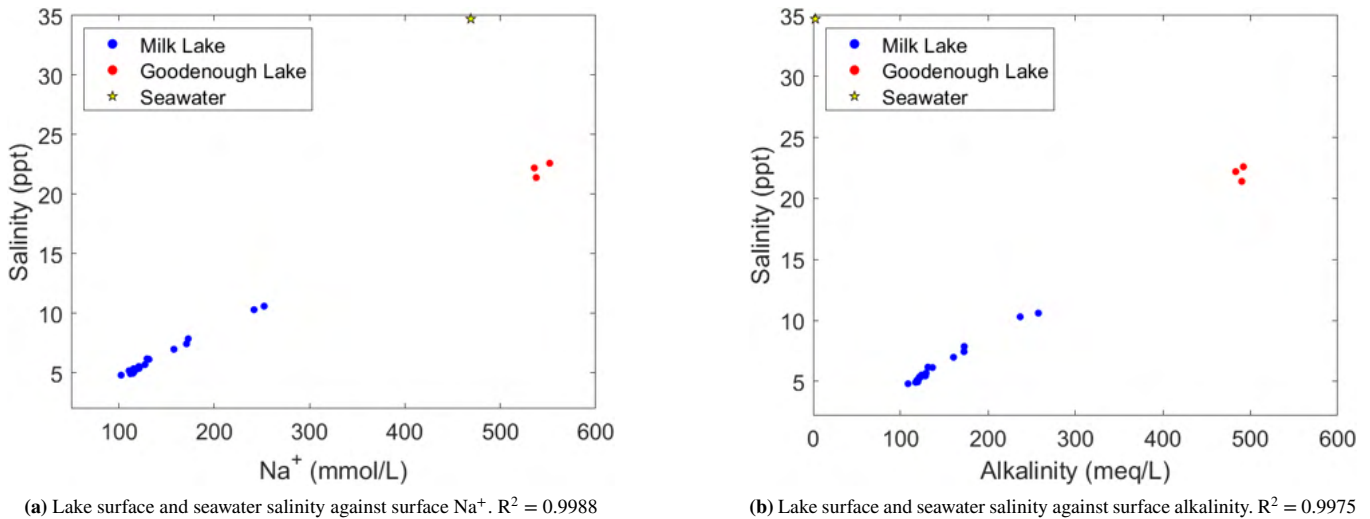 35
30
25
20
15
10
5
Salinity (ppt)
Milk Lake
Goodenough Lake
Seawater
100 200 300 400 500 600
Na⁺ (mmol/L)
(a) Lake surface and seawater salinity against surface Na⁺. R² = 0.9988
35
30
25
20
15
10
5
Salinity (ppt)
Milk Lake
Goodenough Lake
Seawater
0 100 200 300 400 500 600
Alkalinity (meq/L)
(b) Lake surface and seawater salinity against surface alkalinity. R² = 0.9975